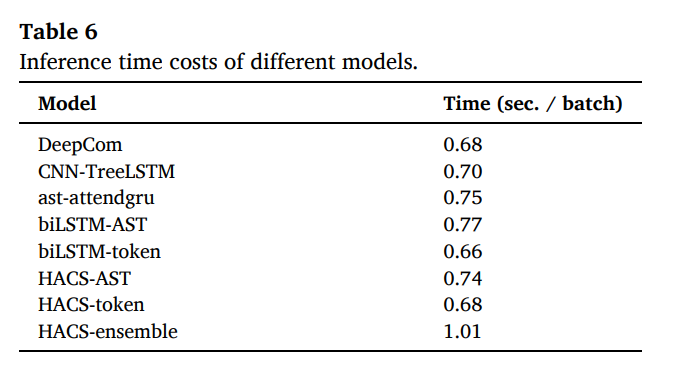 Table 6
Inference time costs of different models.
Model Time (sec. / batch)
DeepCom 0.68
CNN-TreeLSTM 0.70
ast-attendgru 0.75
biLSTM-AST 0.77
biLSTM-token 0.66
HACS-AST 0.74
HACS-token 0.68
HACS-ensemble 1.01